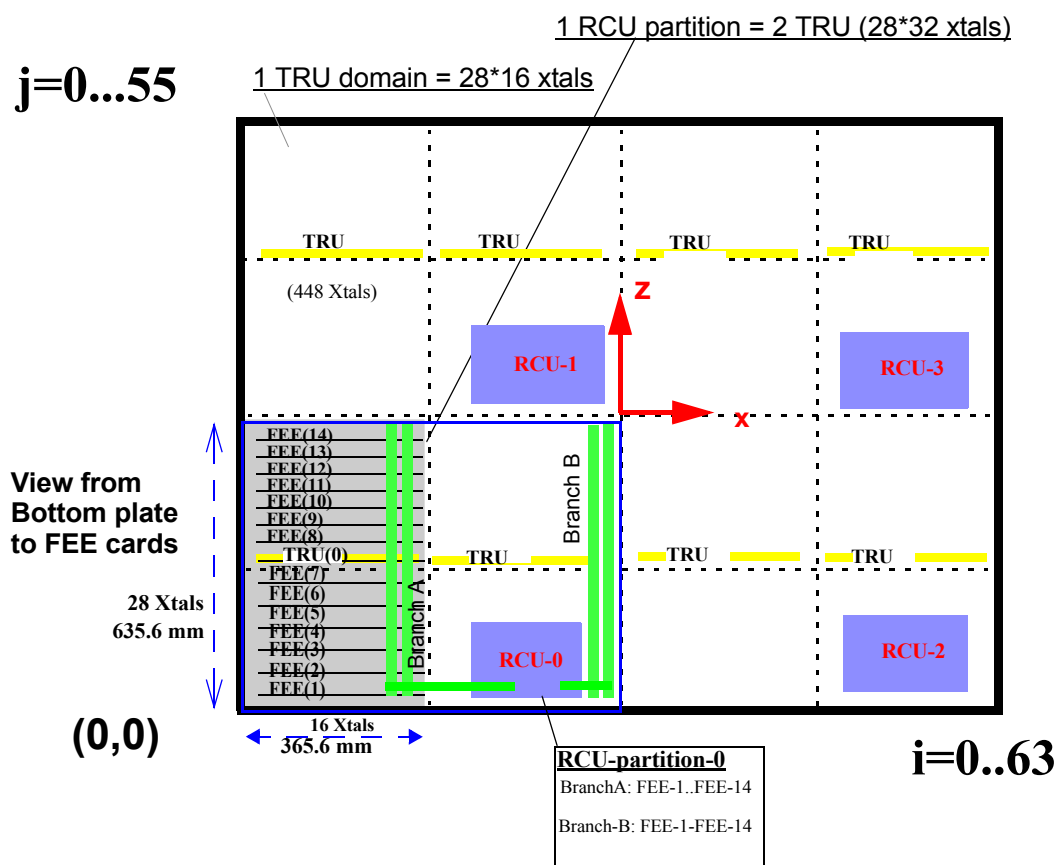 1 RCU partition = 2 TRU (28*32 xtals)
j=0...55
1 TRU domain = 28*16 xtals
TRU
TRU
TRU
TRU
(448 Xtals)
z
RCU-1
RCU-3
x
FEE(14)
FEE(13)
FEE(12)
FEE(11)
FEE(10)
FEE(9)
FEE(8)
TRU(0)
TRU
TRU
TRU
FEE(7)
FEE(6)
FEE(5)
FEE(4)
FEE(3)
FEE(2)
FEE(1)
Branch A
Branch B
View from
Bottom plate
to FEE cards
28 Xtals
635.6 mm
RCU-0
RCU-2
(0,0)
16 Xtals
365.6 mm
i=0..63
RCU-partition-0
BranchA: FEE-1..FEE-14
Branch-B: FEE-1-FEE-14